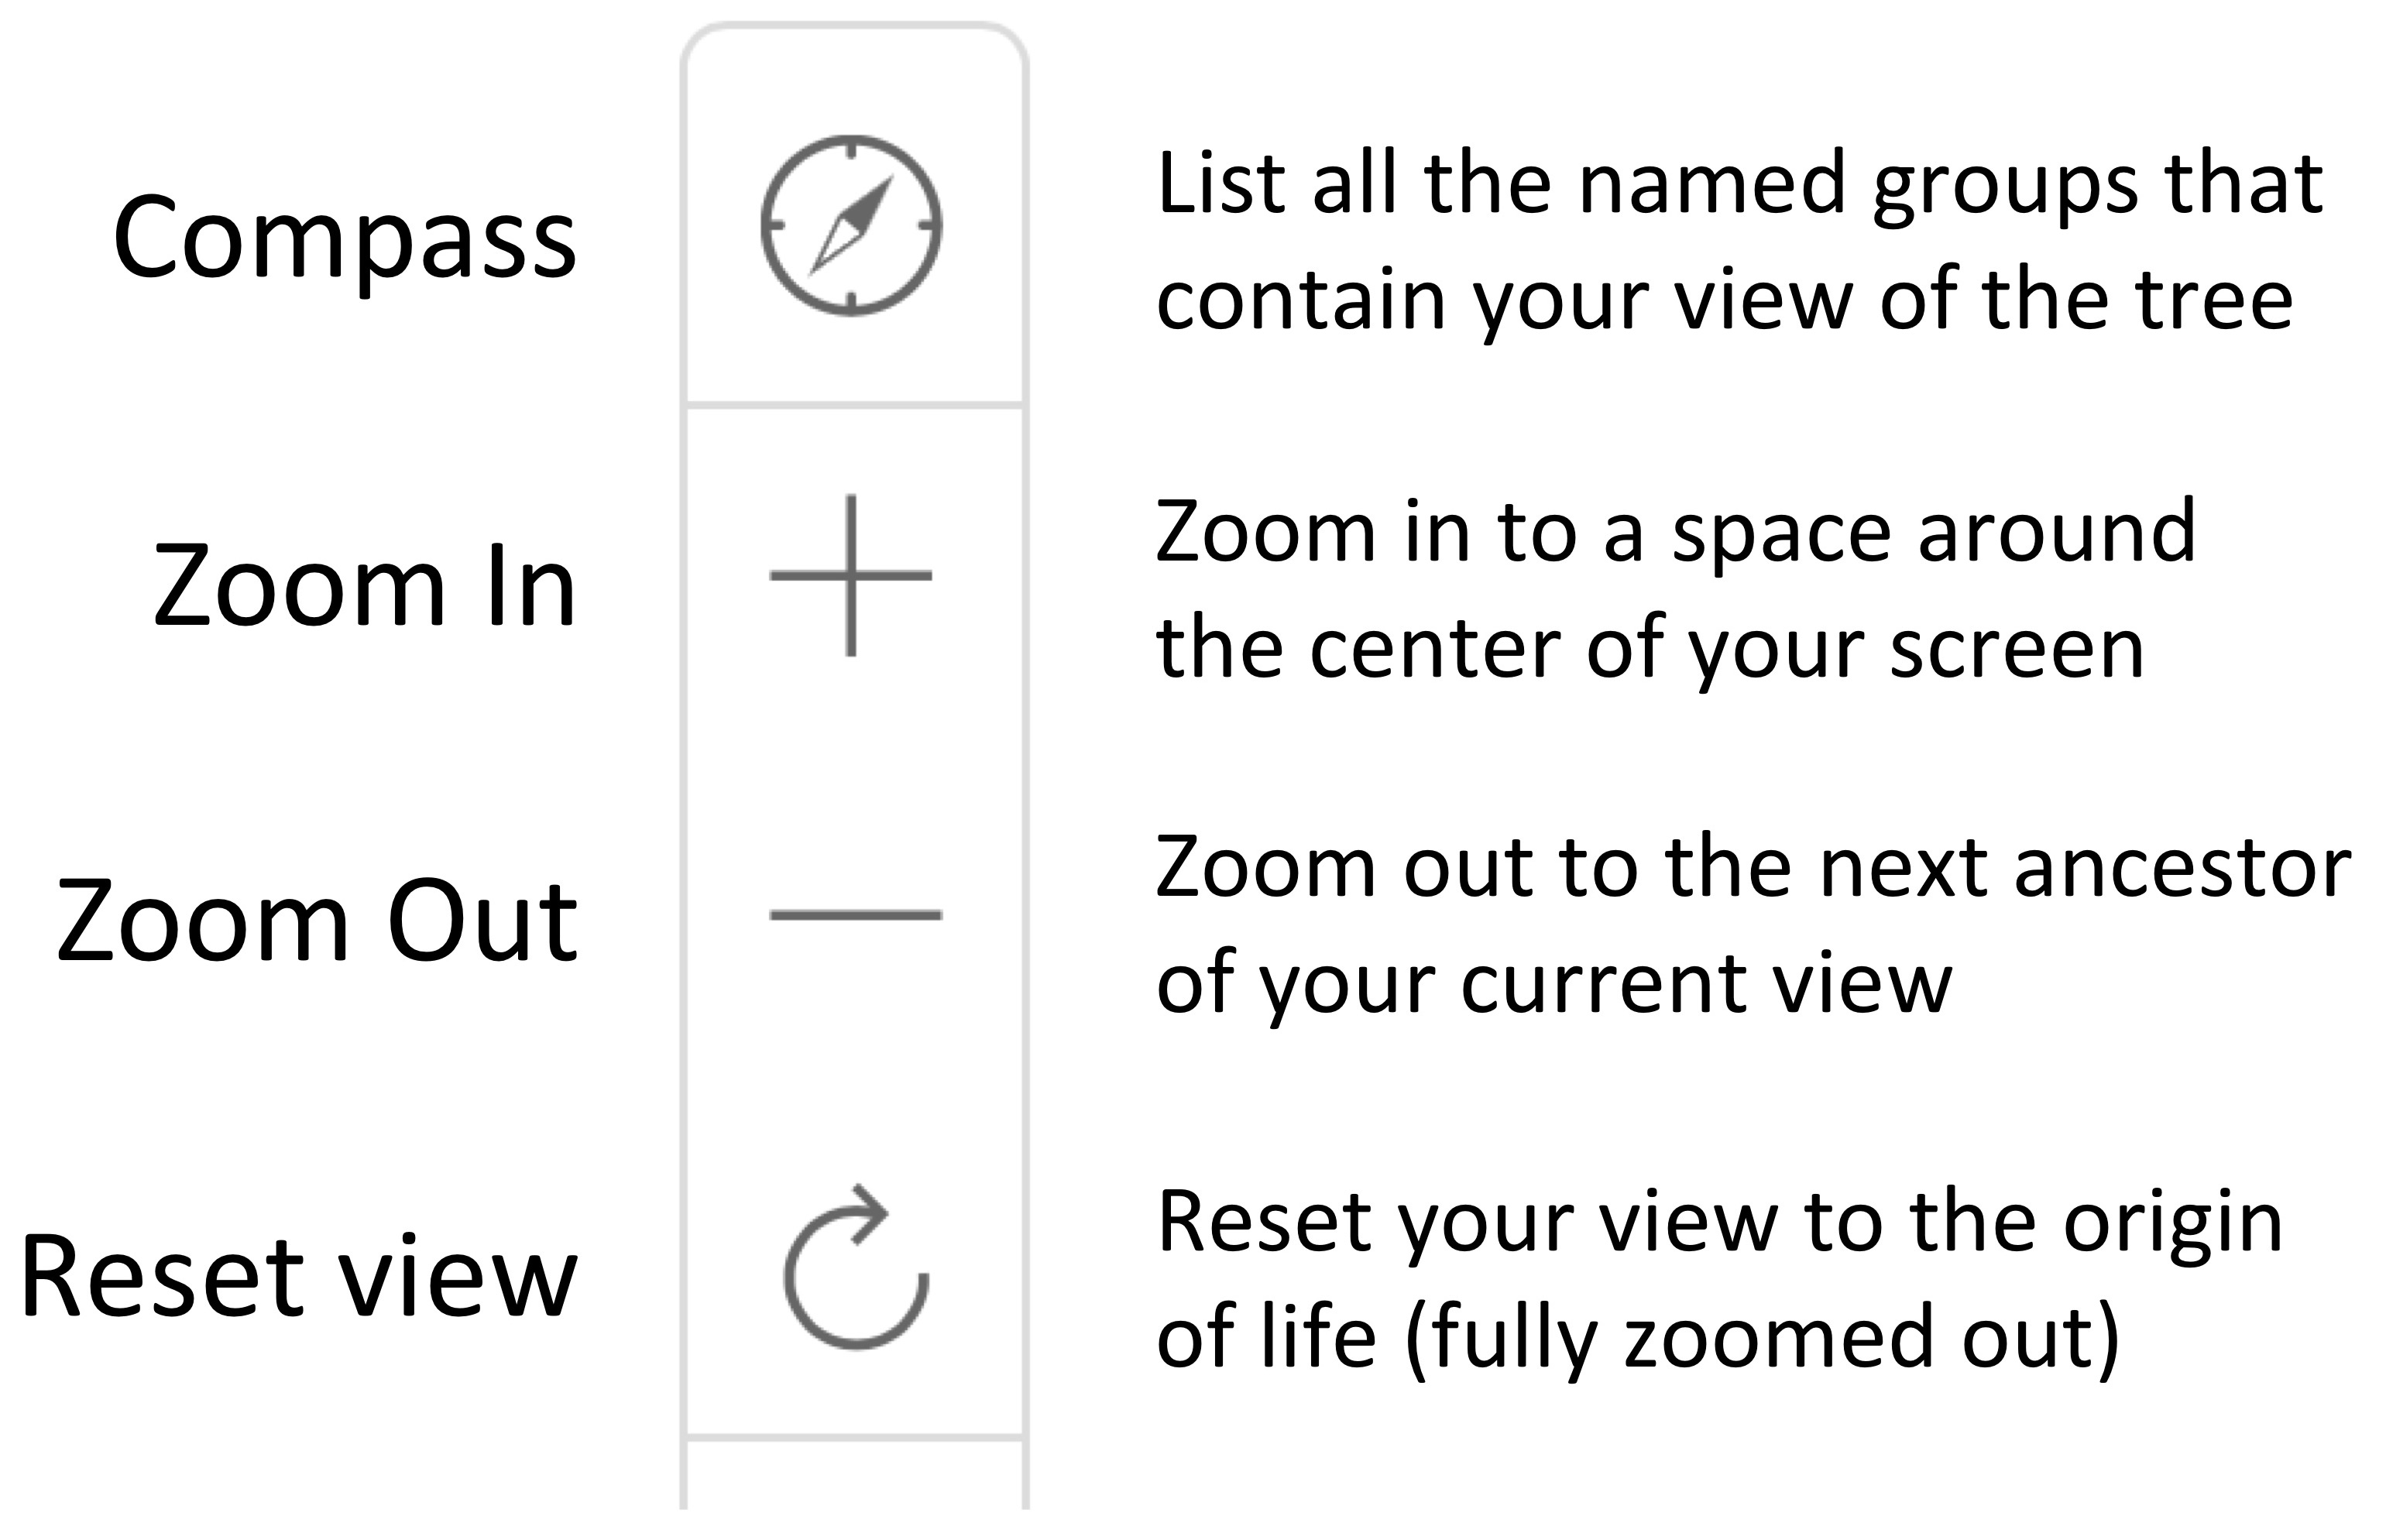 Compass
List all the named groups that
contain your view of the tree
Zoom In
Zoom in to a space around
the center of your screen
Zoom Out
Zoom out to the next ancestor
of your current view
Reset view
Reset your view to the origin
of life (fully zoomed out)